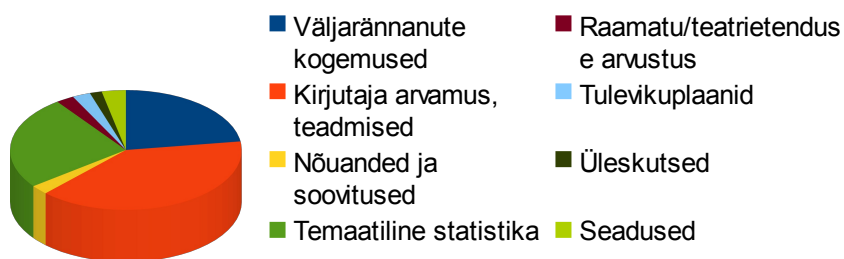 Väljarännanute
kogemused
Kirjutaja arvamus,
teadmised
Nõuanded ja
soovitused
Temaatiline statistika
Raamatu/teatrietendus
e arvustus
Tulevikuplaanid
Üleskutsed
Seadused